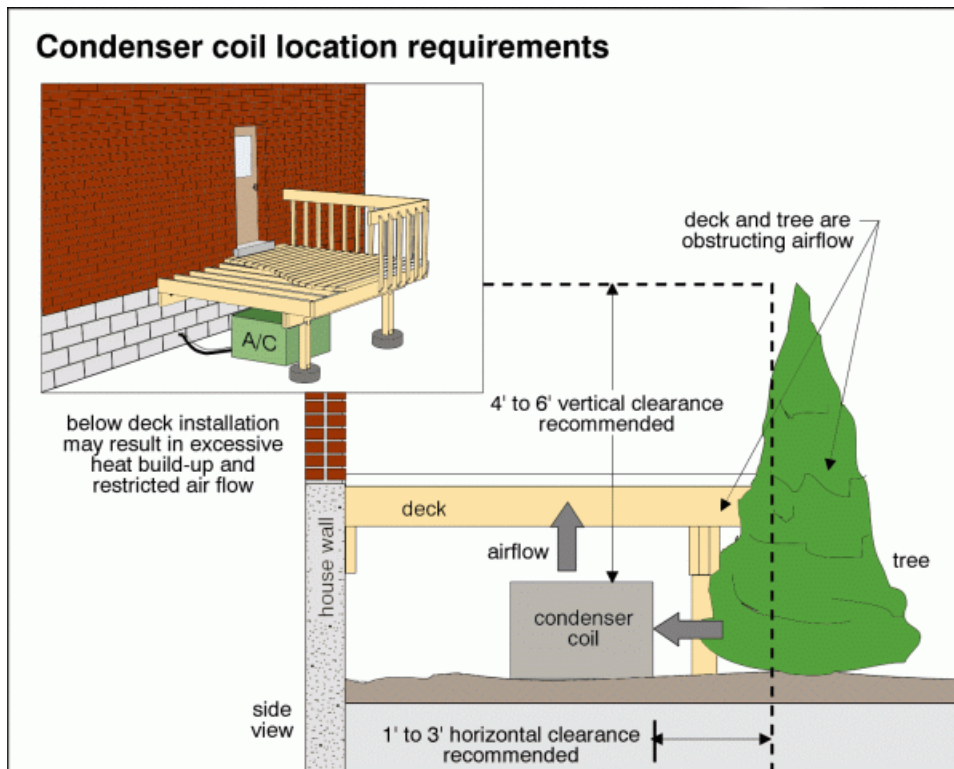 Condenser coil location requirements
A/C
deck and tree are
obstructing airflow
4' to 6' vertical clearance
recommended
below deck installation
may result in excessive
heat build-up and
restricted air flow
deck
airflow
house wall
tree
condenser
coil
side
view
1' to 3' horizontal clearance
recommended